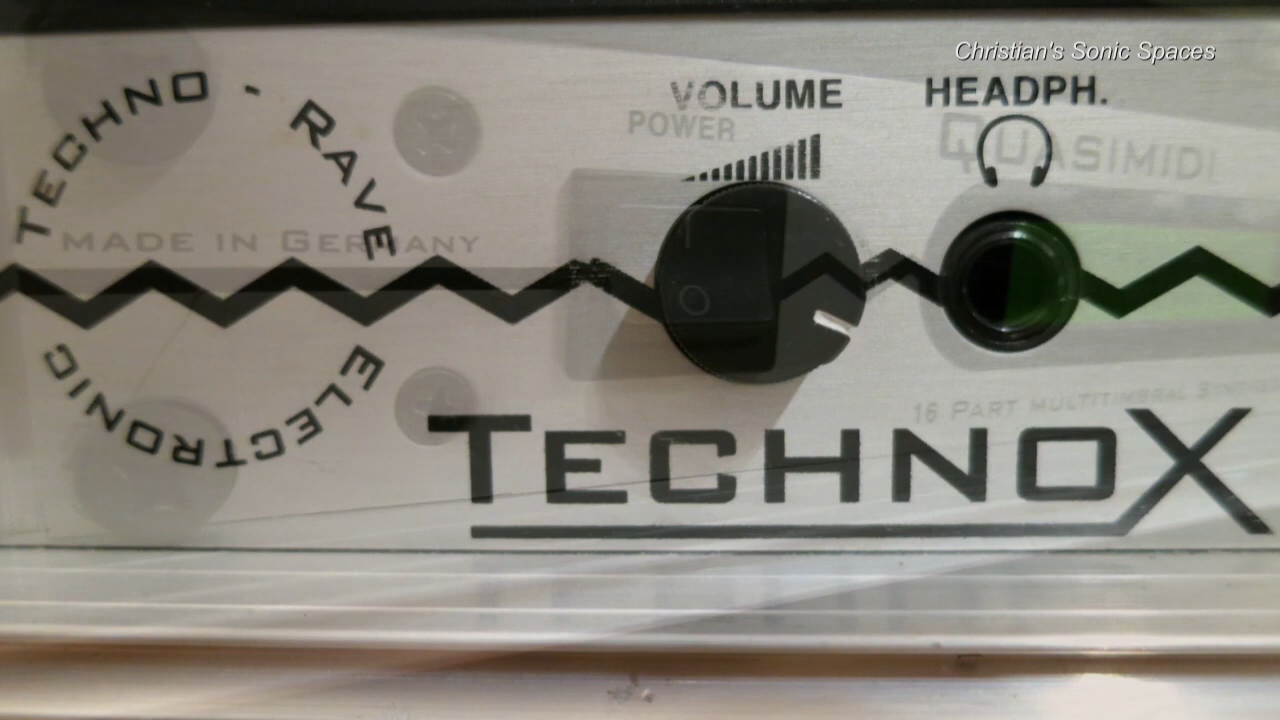 Christian's Sonic Spaces
TECHNO - RAVE
ELECTRONIC
VOLUME
HEADPH.
POWER
QUASIMIDI
MADE IN GERMANY
16 PART MULTITIMBRAL
TECHNOX